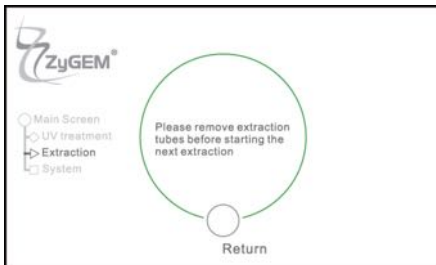 ZyGEM®
Main Screen
UV treatment
Extraction
System
Please remove extraction
tubes before starting the
next extraction
Return